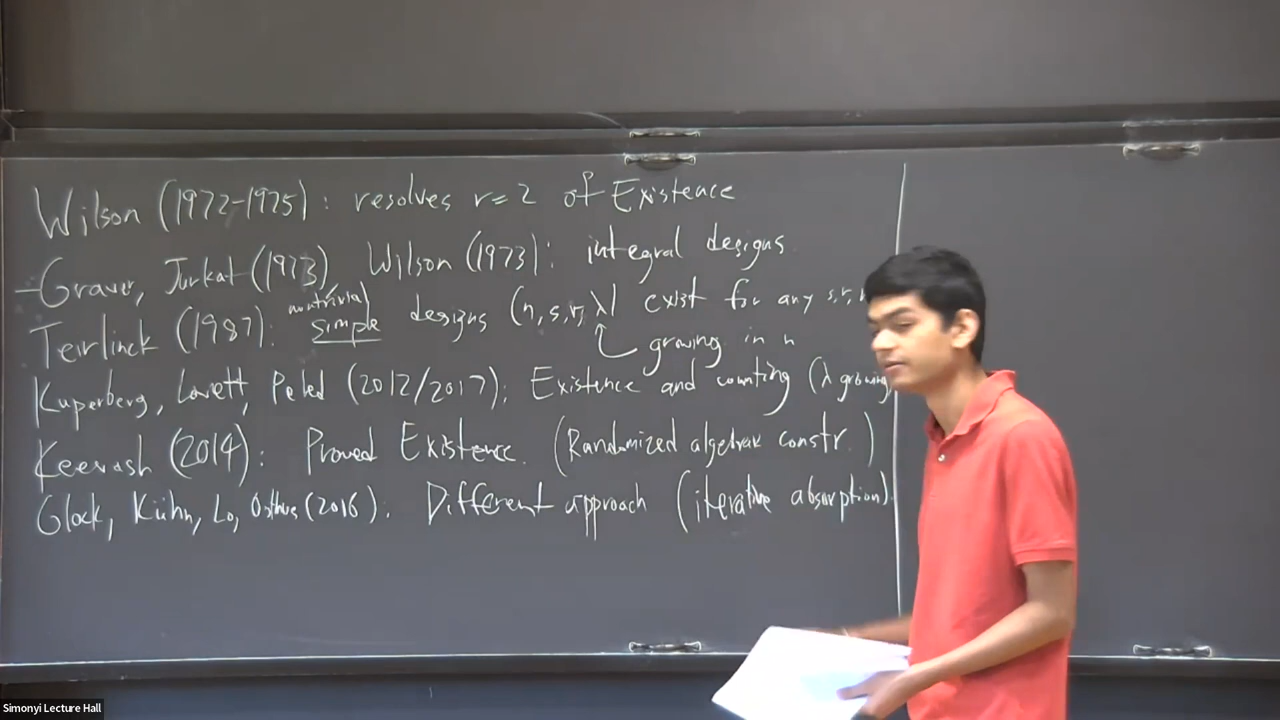 Wilson (1972-1975): resolves r=2 of Existence
Graver, Jurkat (1973), Wilson (1973): integral designs
nontrivial
Teirlinck (1987): simple designs (n,s,r,λ) exist for any s,r,
growing in n
Kuperberg, Lovett, Peled (2012/2017): Existence and counting (λ growing
Keevash (2014): Proved Existence. (Randomized algebraic constr.)
Glock, Kühn, Lo, Osthus (2016): Different approach (iterative absorption).
Simonyi Lecture Hall